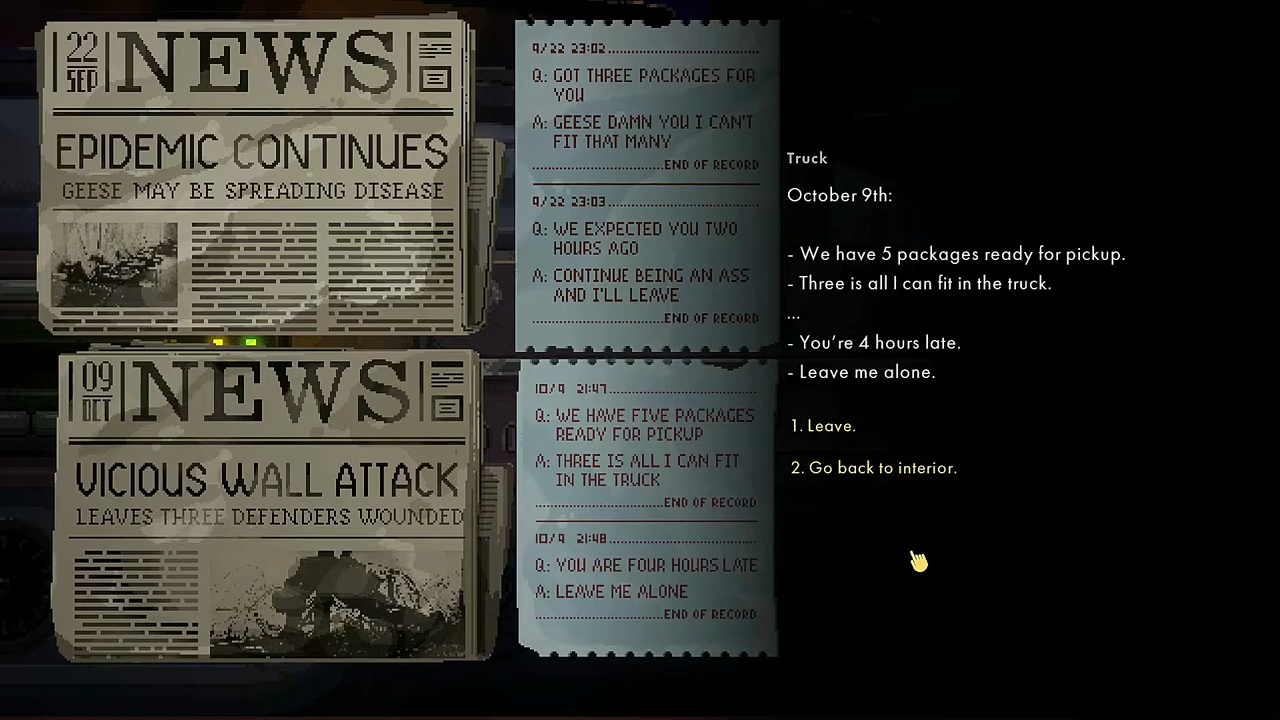 22
SEP
NEWS
EPIDEMIC CONTINUES
GEESE MAY BE SPREADING DISEASE
9/22 23:02
Q: GOT THREE PACKAGES FOR
YOU
A: GEESE DAMN YOU I CAN'T
FIT THAT MANY
END OF RECORD
9/22 23:03
Q: WE EXPECTED YOU TWO
HOURS AGO
A: CONTINUE BEING AN ASS
AND I'LL LEAVE
END OF RECORD
09
OCT
NEWS
VICIOUS WALL ATTACK
LEAVES THREE DEFENDERS WOUNDED
10/9 21:47
Q: WE HAVE FIVE PACKAGES
READY FOR PICKUP
A: THREE IS ALL I CAN FIT
IN THE TRUCK
END OF RECORD
10/9 21:48
Q: YOU ARE FOUR HOURS LATE
A: LEAVE ME ALONE
END OF RECORD
Truck
October 9th:
- We have 5 packages ready for pickup.
- Three is all I can fit in the truck.
...
- You're 4 hours late.
- Leave me alone.
1. Leave.
2. Go back to interior.